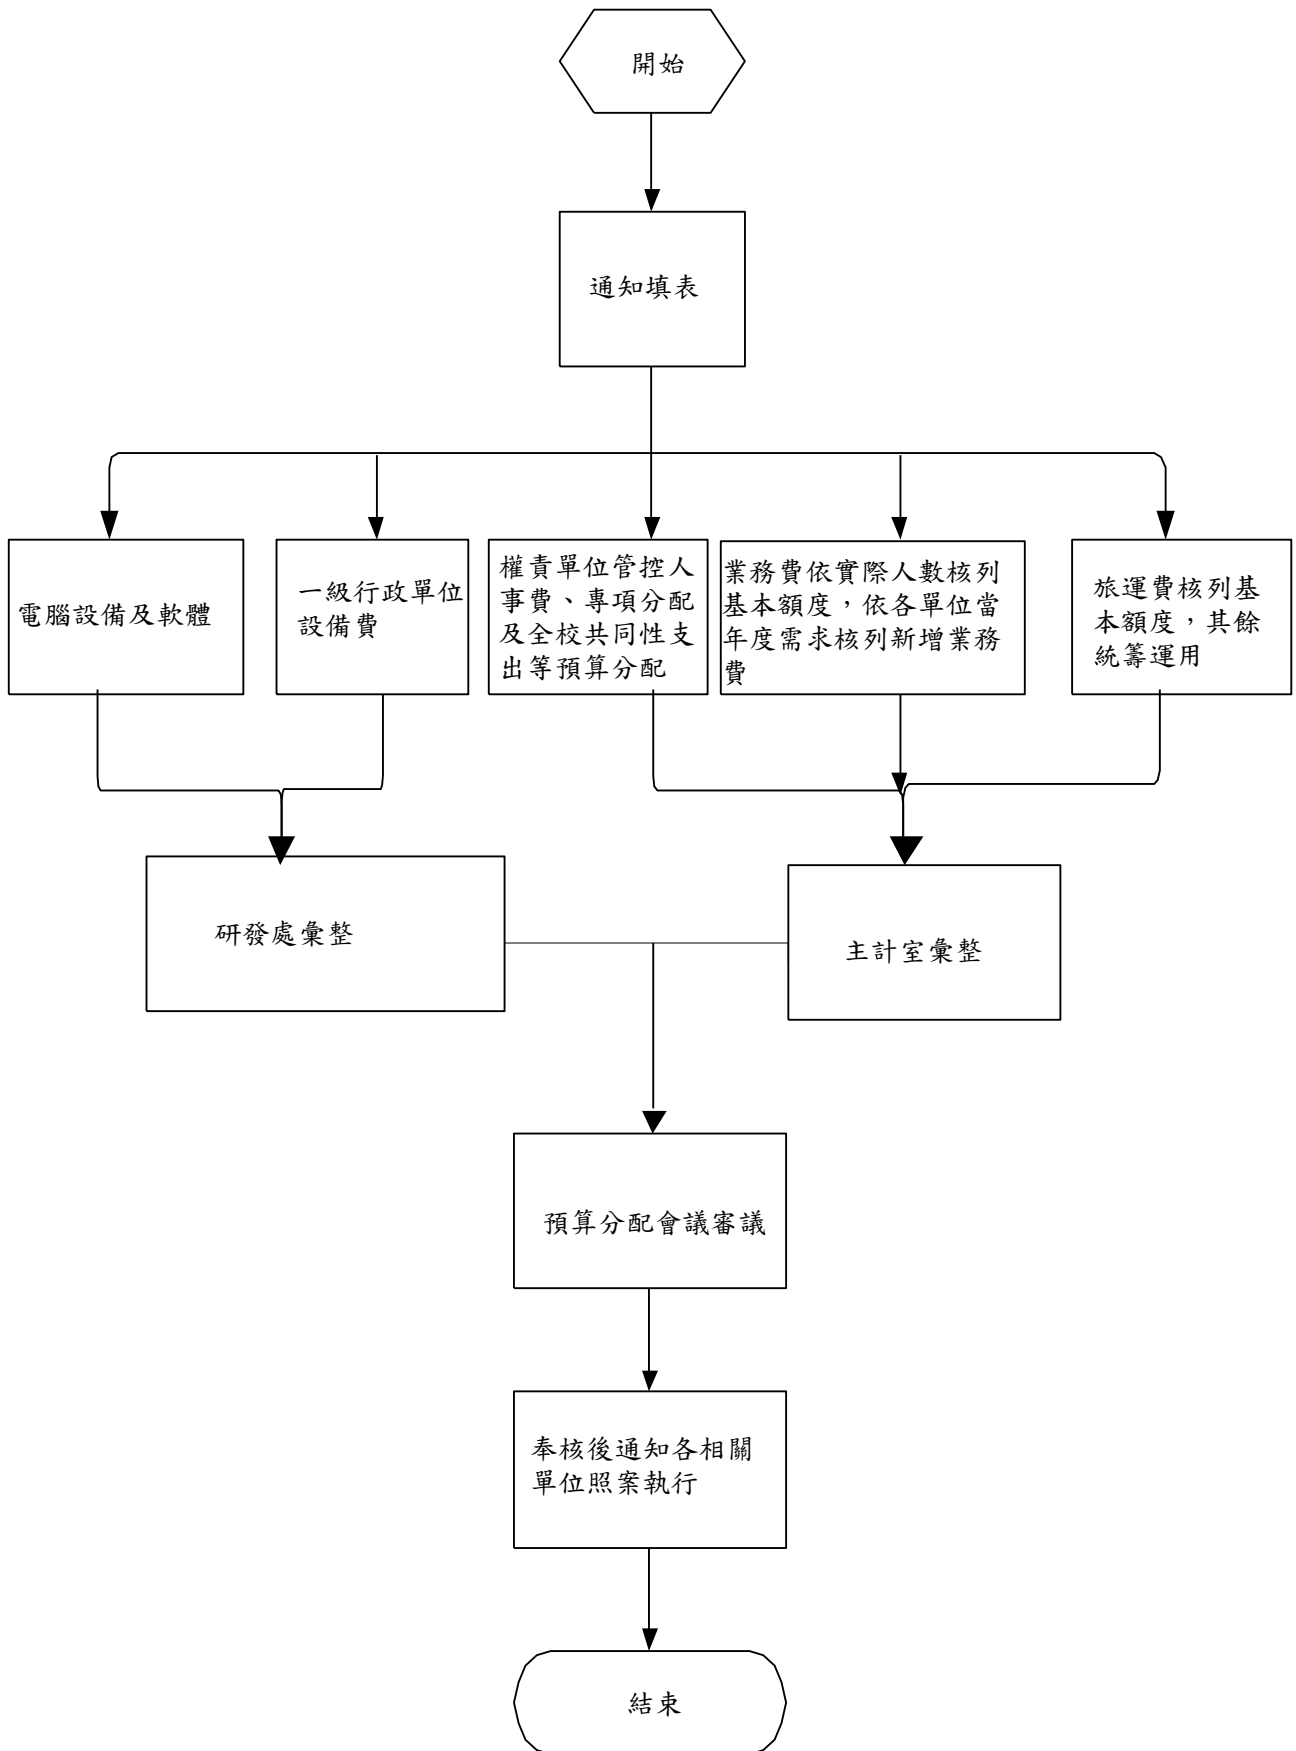 開始
通知填表
電腦設備及軟體
一級行政單位
設備費
權責單位管控人
事費、專項分配
及全校共同性支
出等預算分配
業務費依實際人數核列
基本額度，依各單位當
年度需求核列新增業務
費
旅運費核列基
本額度，其餘
統籌運用
研發處彙整
主計室彙整
預算分配會議審議
奉核後通知各相關
單位照案執行
結束